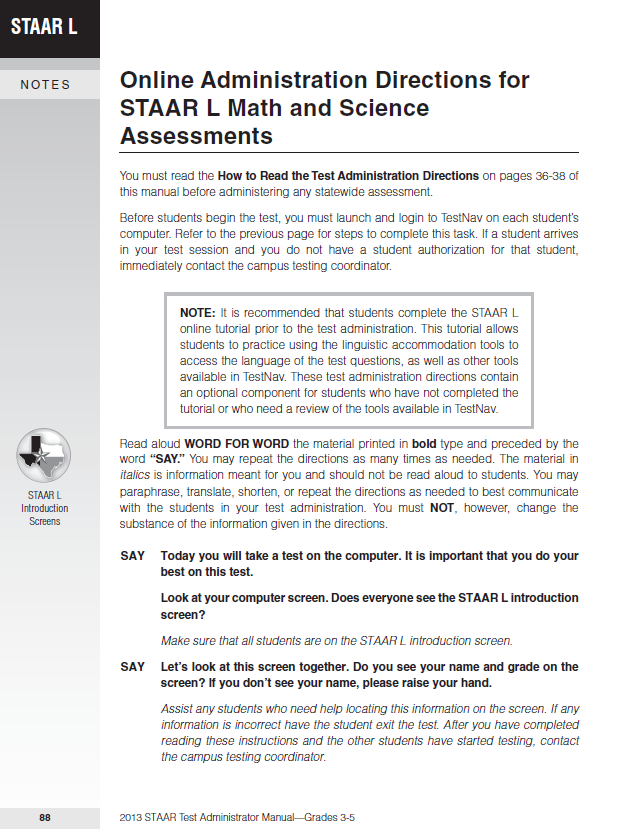 STAAR L
NOTES
Online Administration Directions for
STAAR L Math and Science
Assessments
You must read the How to Read the Test Administration Directions on pages 36-38 of
this manual before administering any statewide assessment.
Before students begin the test, you must launch and login to TestNav on each student's
computer. Refer to the previous page for steps to complete this task. If a student arrives
in your test session and you do not have a student authorization for that student,
immediately contact the campus testing coordinator.
NOTE: It is recommended that students complete the STAAR L
online tutorial prior to the test administration. This tutorial allows
students to practice using the linguistic accommodation tools to
access the language of the test questions, as well as other tools
available in TestNav. These test administration directions contain
an optional component for students who have not completed the
tutorial or who need a review of the tools available in TestNav.
STAAR L
Introduction
Screens
Read aloud WORD FOR WORD the material printed in bold type and preceded by the
word “SAY.” You may repeat the directions as many times as needed. The material in
italics is information meant for you and should not be read aloud to students. You may
paraphrase, translate, shorten, or repeat the directions as needed to best communicate
with the students in your test administration. You must NOT, however, change the
substance of the information given in the directions.
SAY Today you will take a test on the computer. It is important that you do your
best on this test.
Look at your computer screen. Does everyone see the STAAR L introduction
screen?
Make sure that all students are on the STAAR L introduction screen.
SAY Let's look at this screen together. Do you see your name and grade on the
screen? If you don't see your name, please raise your hand.
Assist any students who need help locating this information on the screen. If any
information is incorrect have the student exit the test. After you have completed
reading these instructions and the other students have started testing, contact
the campus testing coordinator.
88 2013 STAAR Test Administrator Manual—Grades 3-5